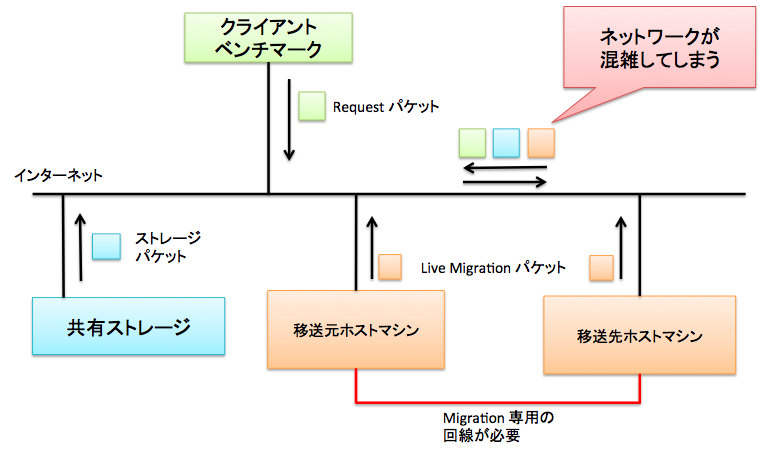 クライアント
ベンチマーク
ネットワークが
混雑してしまう
Request パケット
インターネット
ストレージ
パケット
Live Migration パケット
共有ストレージ
移送元ホストマシン
移送先ホストマシン
Migration 専用の
回線が必要